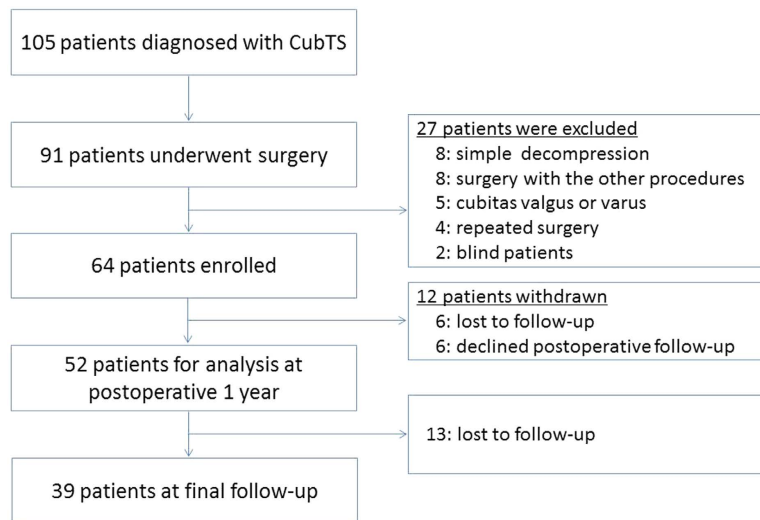 105 patients diagnosed with CubTS
91 patients underwent surgery
27 patients were excluded
8: simple decompression
8: surgery with the other procedures
5: cubitas valgus or varus
4: repeated surgery
2: blind patients
64 patients enrolled
12 patients withdrawn
6: lost to follow-up
6: declined postoperative follow-up
52 patients for analysis at
postoperative 1 year
13: lost to follow-up
39 patients at final follow-up